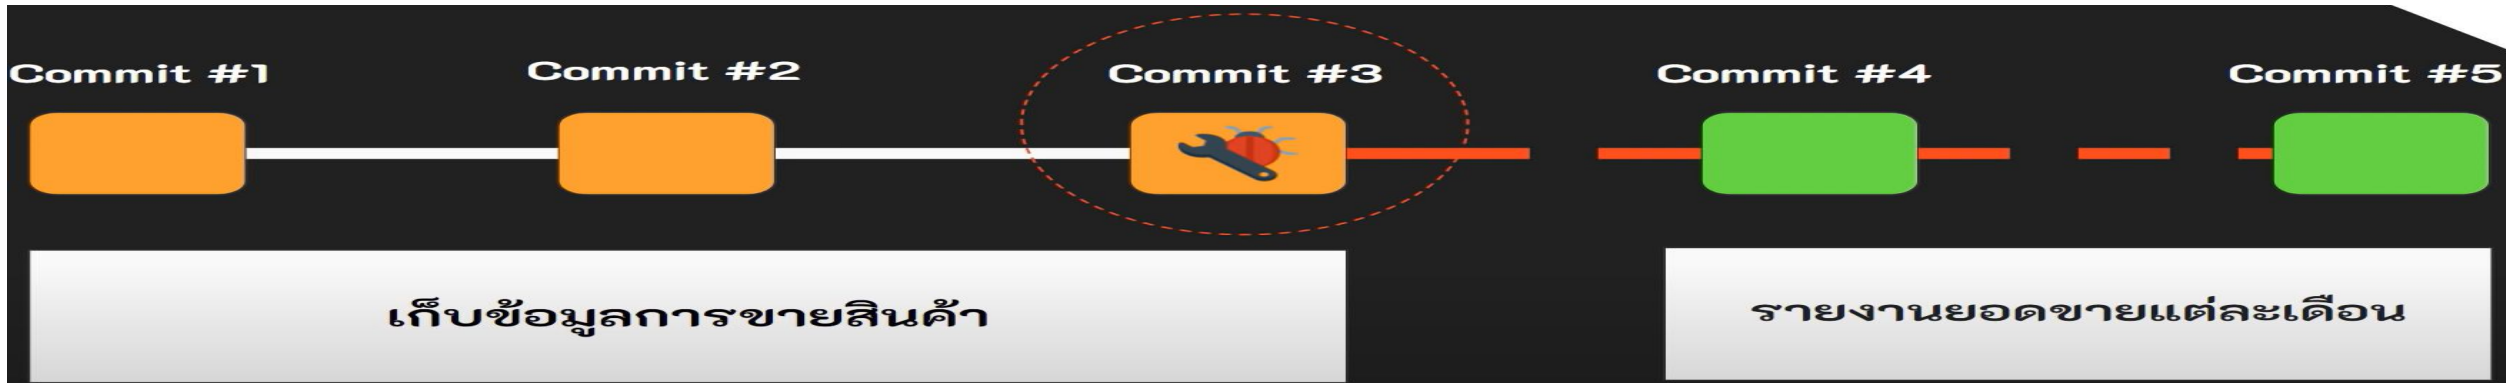 Commit #1 Commit #2 Commit #3 Commit #4 Commit #5
เก็บข้อมูลการขายสินค้า รายงานยอดขายแต่ละเดือน